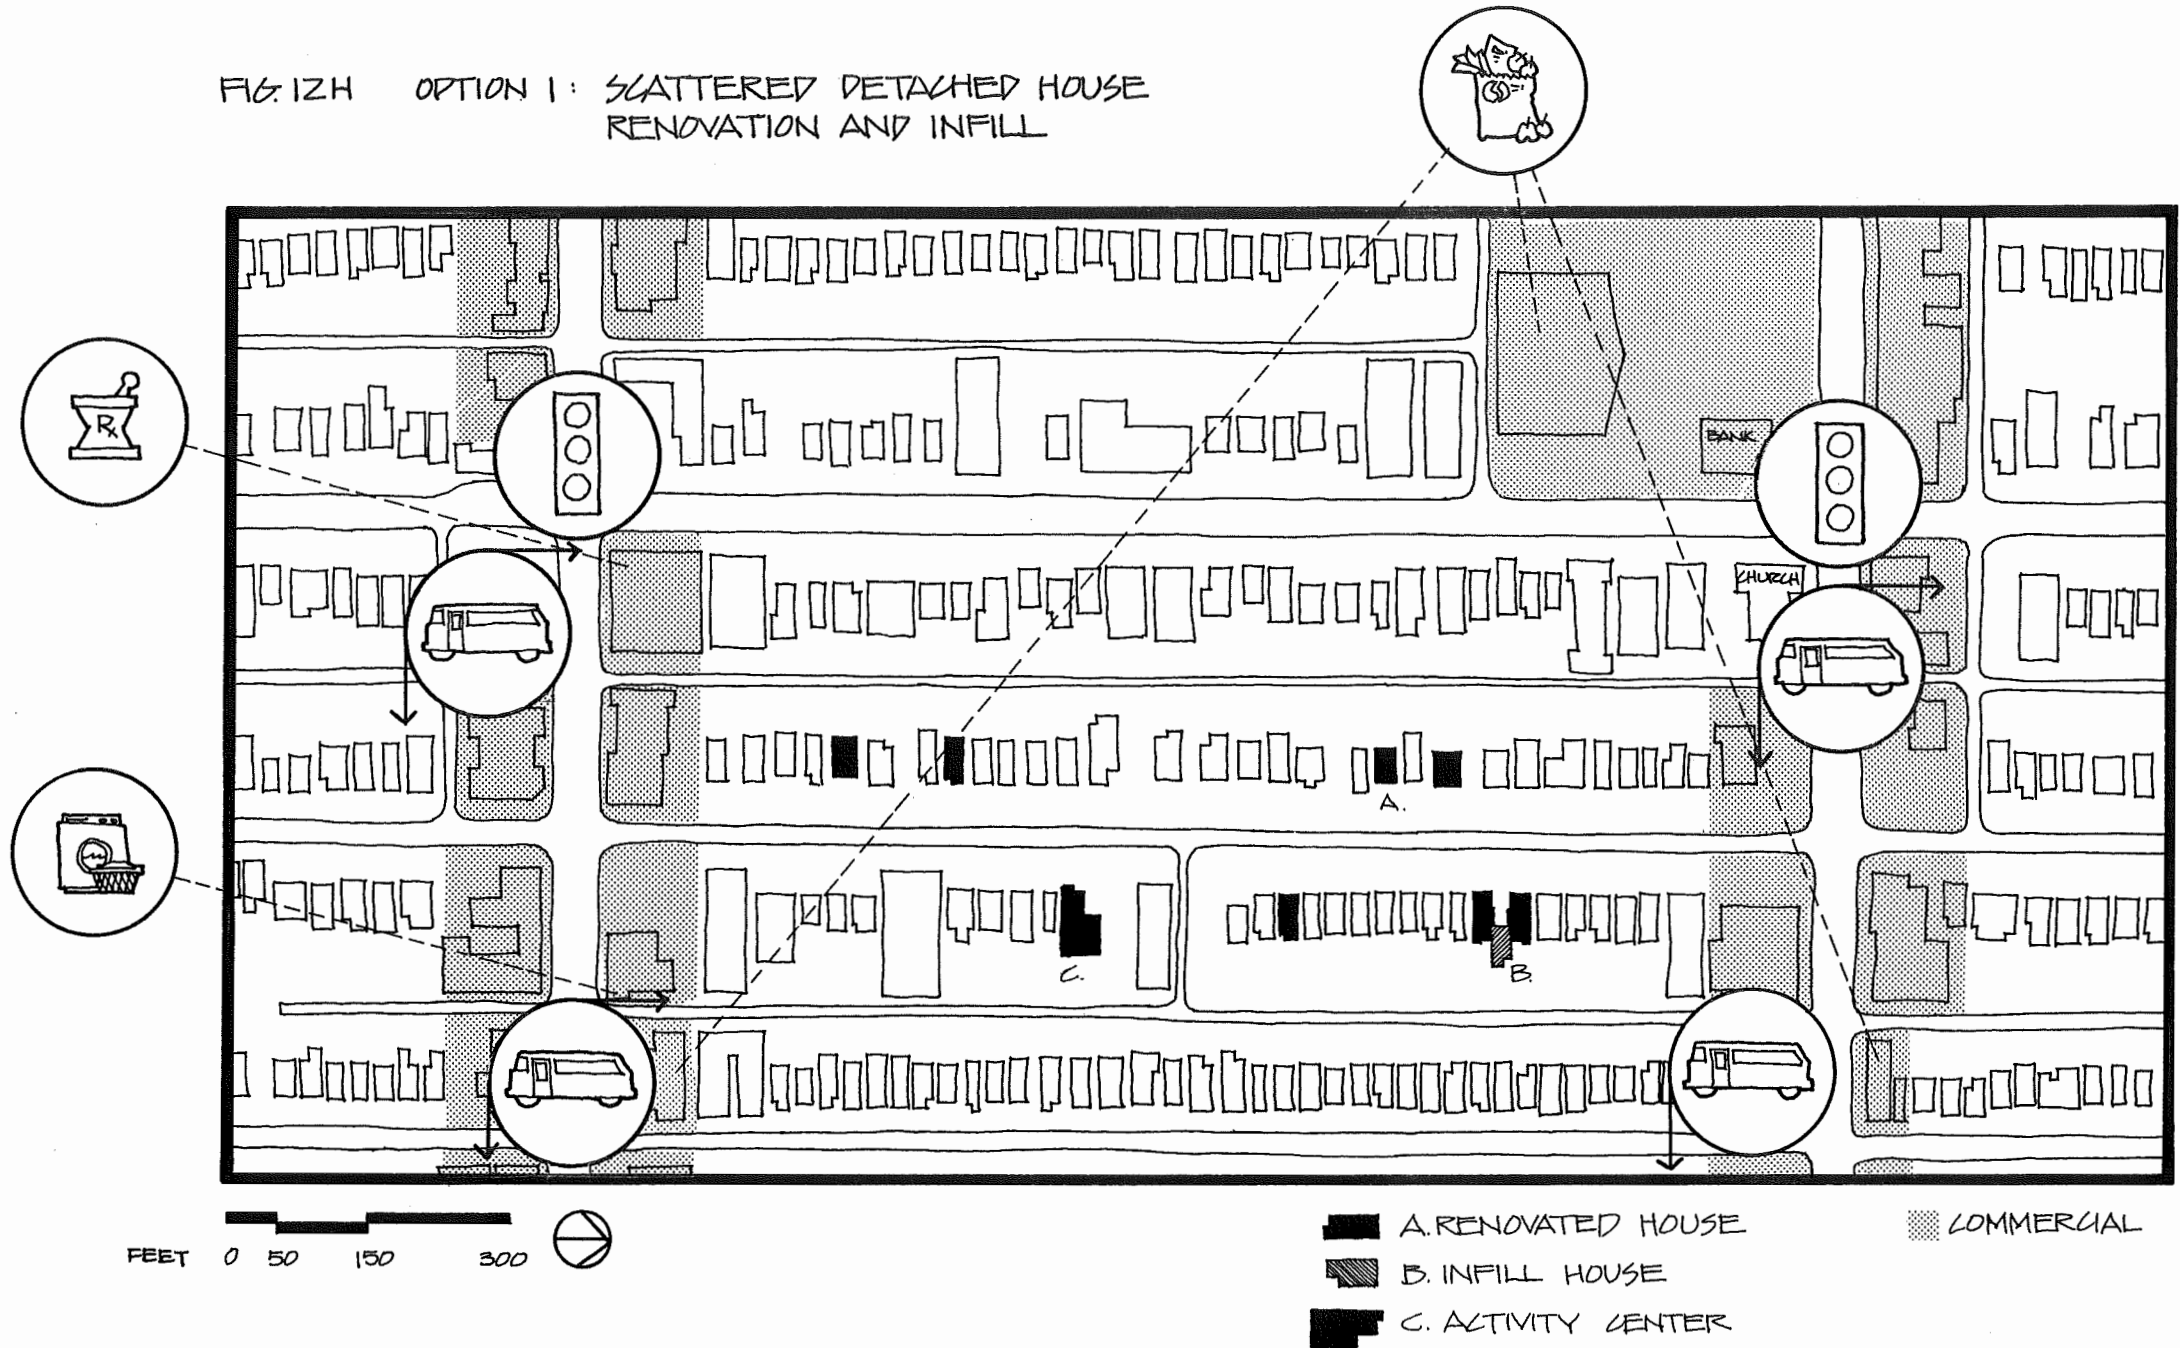 FIG. 12H OPTION 1: SCATTERED DETACHED HOUSE
RENOVATION AND INFILL
Rx
BANK
CHURCH
A.
C.
B.
FEET 0 50 150 300
A. RENOVATED HOUSE
B. INFILL HOUSE
C. ACTIVITY CENTER
COMMERCIAL